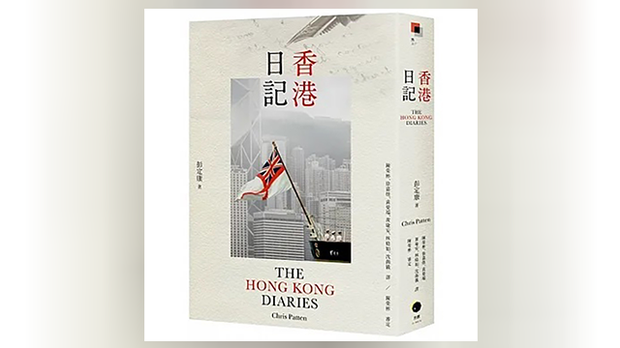 香港
日記
彭定康 著
THE
HONG KONG
DIARIES
Chris Patten
香港
日記
THE
HONG KONG
DIARIES
彭定康 著
Chris Patten